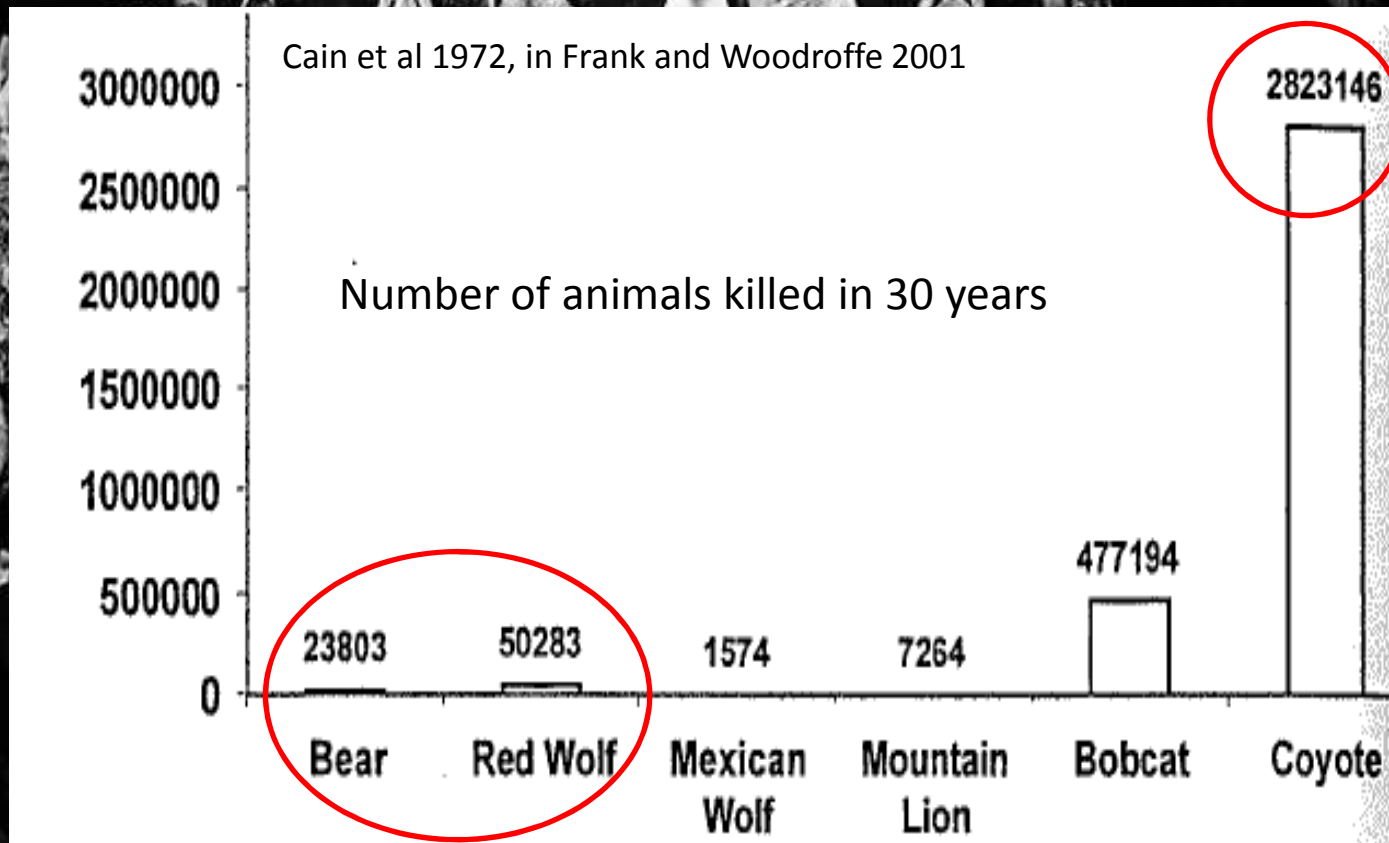 Cain et al 1972, in Frank and Woodroffe 2001
3000000
2823146
2500000
2000000
Number of animals killed in 30 years
1500000
1000000
500000
477194
23803
50283
1574
7264
0
Bear
Red Wolf
Mexican
Wolf
Mountain
Lion
Bobcat
Coyote